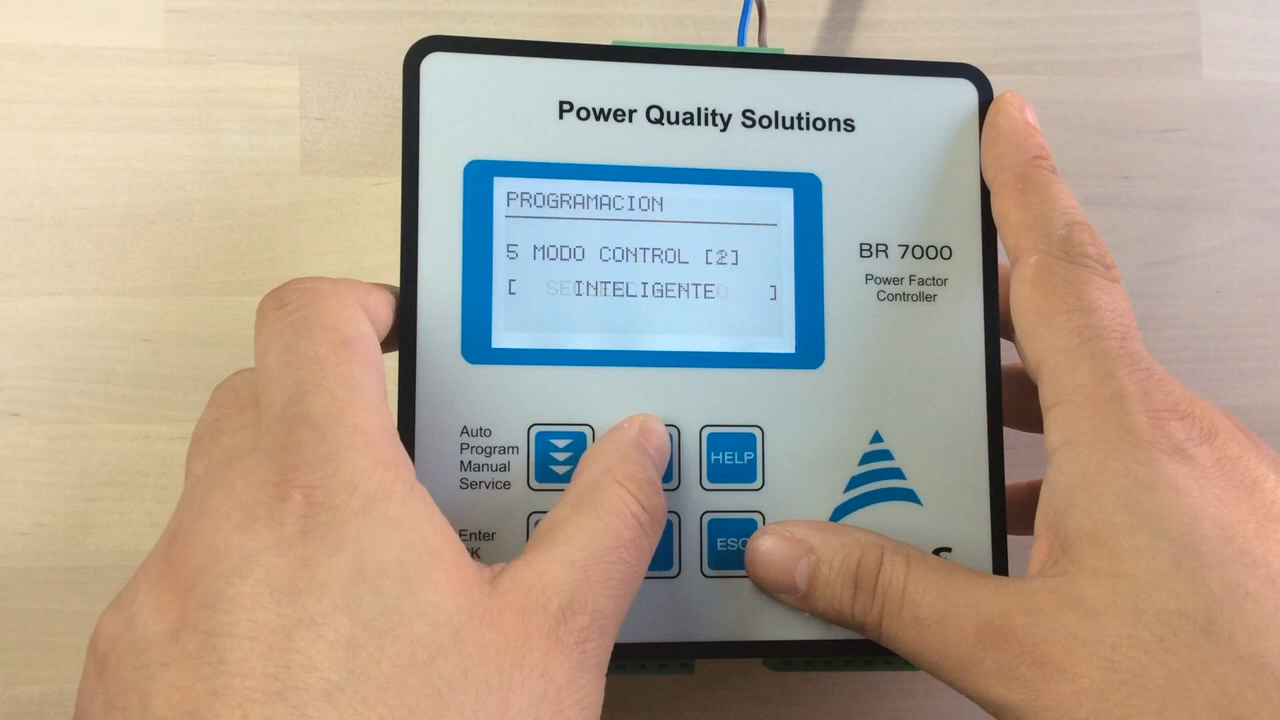 Power Quality Solutions
PROGRAMACION
5 MODO CONTROL [2]
[ INTELIGENTE ]
BR 7000
Power Factor
Controller
Auto
Program
Manual
Service
HELP
Enter
ESC